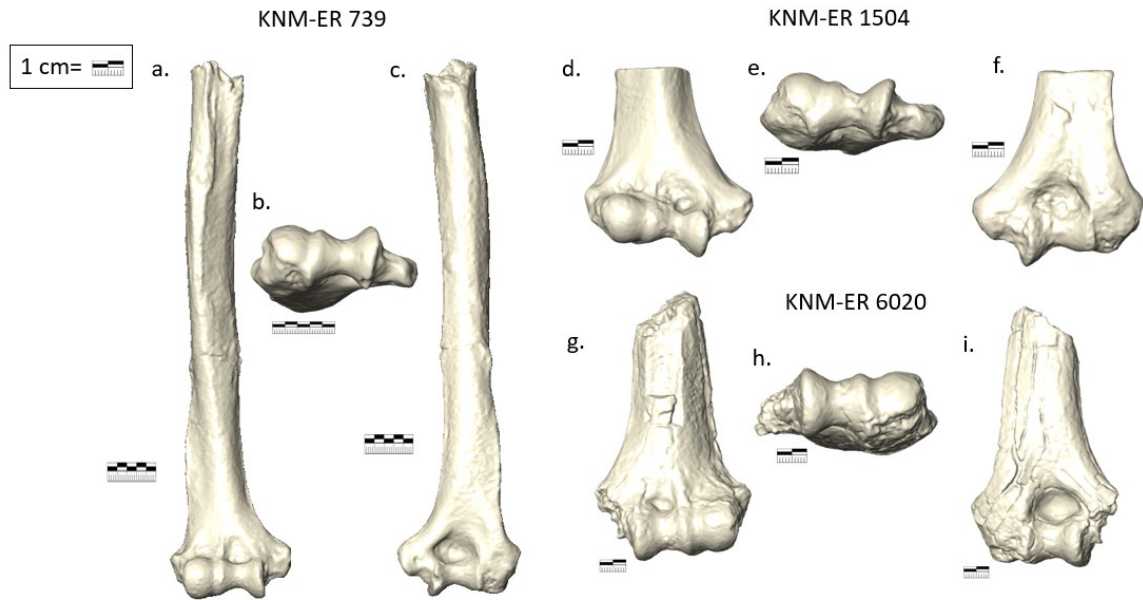 KNM-ER 739
KNM-ER 1504
1 cm=
a.
c.
b.
d.
e.
f.
KNM-ER 6020
g.
h.
i.